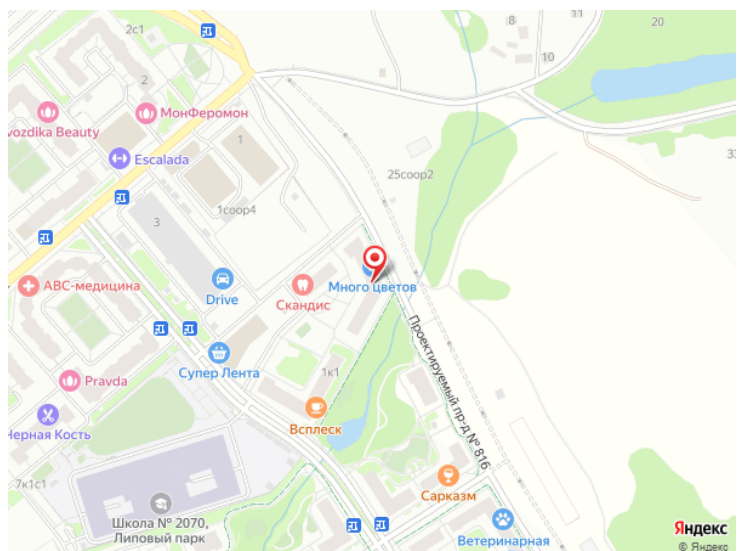 2с1
8
11
20
2
10
МонФеромон
vozdika Beauty
1
Escalada
25соор2
33
1соор4
3
АВС-медицина
Drive
Скандис
Много цветов
Проектируемый пр-д № 816
Супер Лента
1к1
Pravda
Всплеск
Черная Кость
7к1с1
Сарказм
Школа № 2070,
Липовый парк
Ветеринарная
Яндекс
© Яндекс